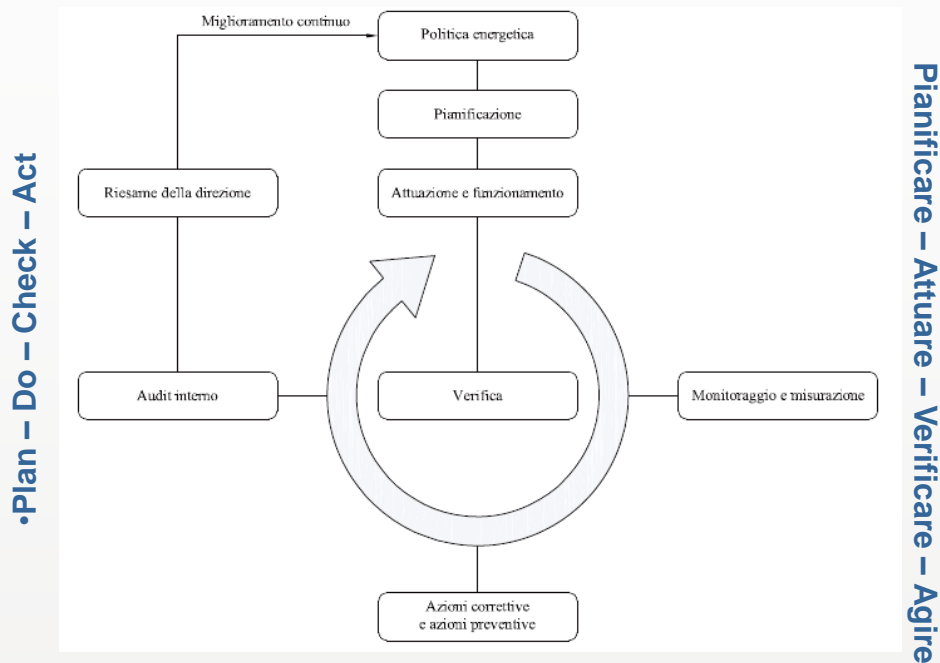 Miglioramento continuo
Politica energetica
Pianificazione
Riesame della direzione
Attuazione e funzionamento
Audit interno
Verifica
Monitoraggio e misurazione
Azioni correttive
e azioni preventive
•Plan – Do – Check – Act
Pianificare – Attuare – Verificare – Agire